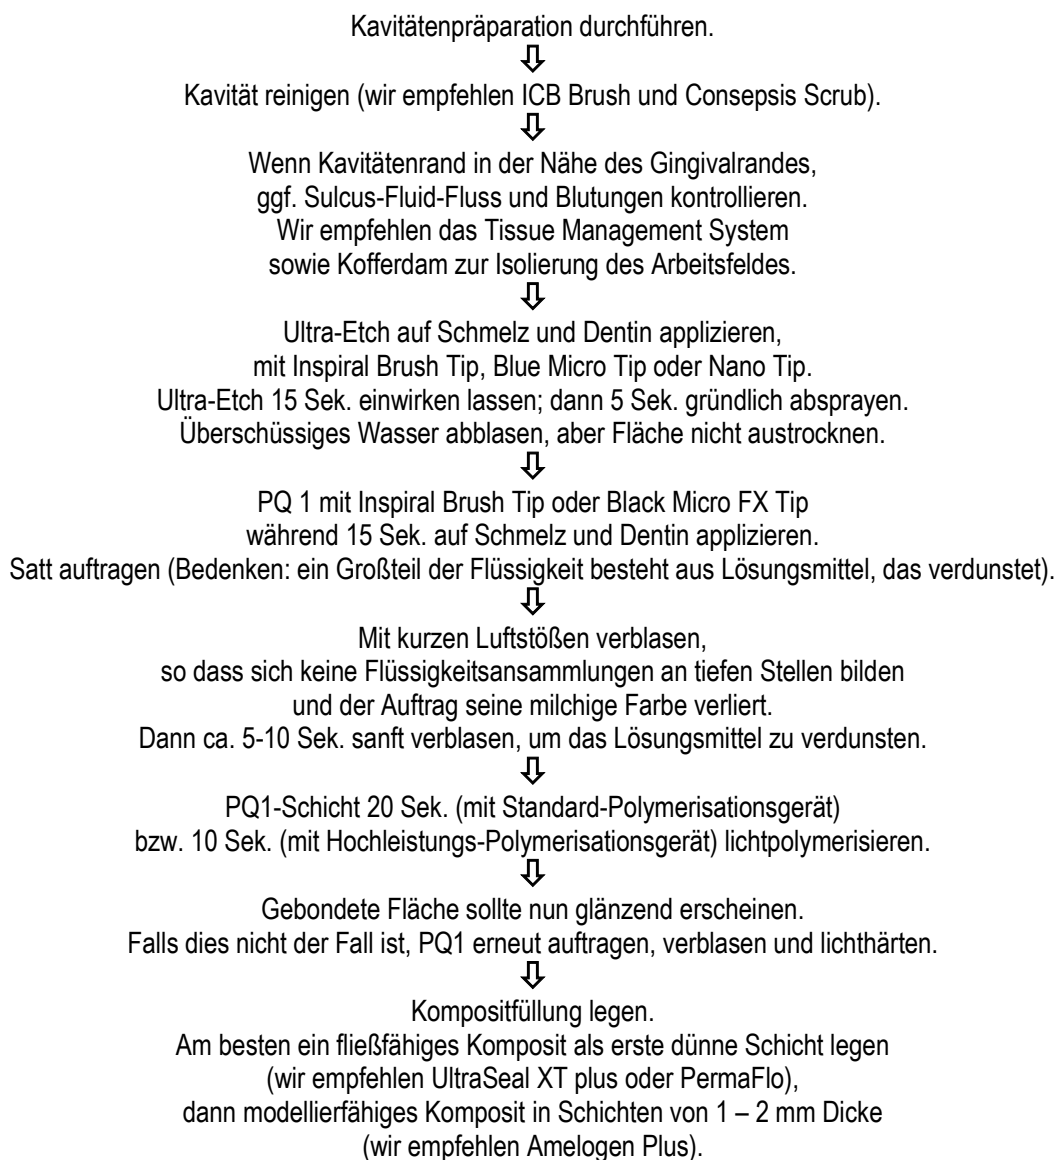 Kavitätenpräparation durchführen.
⇩
Kavität reinigen (wir empfehlen ICB Brush und Consepsis Scrub).
⇩
Wenn Kavitätenrand in der Nähe des Gingivalrandes,
ggf. Sulcus-Fluid-Fluss und Blutungen kontrollieren.
Wir empfehlen das Tissue Management System
sowie Kofferdam zur Isolierung des Arbeitsfeldes.
⇩
Ultra-Etch auf Schmelz und Dentin applizieren,
mit Inspiral Brush Tip, Blue Micro Tip oder Nano Tip.
Ultra-Etch 15 Sek. einwirken lassen; dann 5 Sek. gründlich absprayen.
Überschüssiges Wasser abblasen, aber Fläche nicht austrocknen.
⇩
PQ 1 mit Inspiral Brush Tip oder Black Micro FX Tip
während 15 Sek. auf Schmelz und Dentin applizieren.
Satt auftragen (Bedenken: ein Großteil der Flüssigkeit besteht aus Lösungsmittel, das verdunstet).
⇩
Mit kurzen Luftstößen verblasen,
so dass sich keine Flüssigkeitsansammlungen an tiefen Stellen bilden
und der Auftrag seine milchige Farbe verliert.
Dann ca. 5-10 Sek. sanft verblasen, um das Lösungsmittel zu verdunsten.
⇩
PQ1-Schicht 20 Sek. (mit Standard-Polymerisationsgerät)
bzw. 10 Sek. (mit Hochleistungs-Polymerisationsgerät) lichtpolymerisieren.
⇩
Gebondete Fläche sollte nun glänzend erscheinen.
Falls dies nicht der Fall ist, PQ1 erneut auftragen, verblasen und lichthärten.
⇩
Kompositfüllung legen.
Am besten ein fließfähiges Komposit als erste dünne Schicht legen
(wir empfehlen UltraSeal XT plus oder PermaFlo),
dann modellierfähiges Komposit in Schichten von 1 – 2 mm Dicke
(wir empfehlen Amelogen Plus).